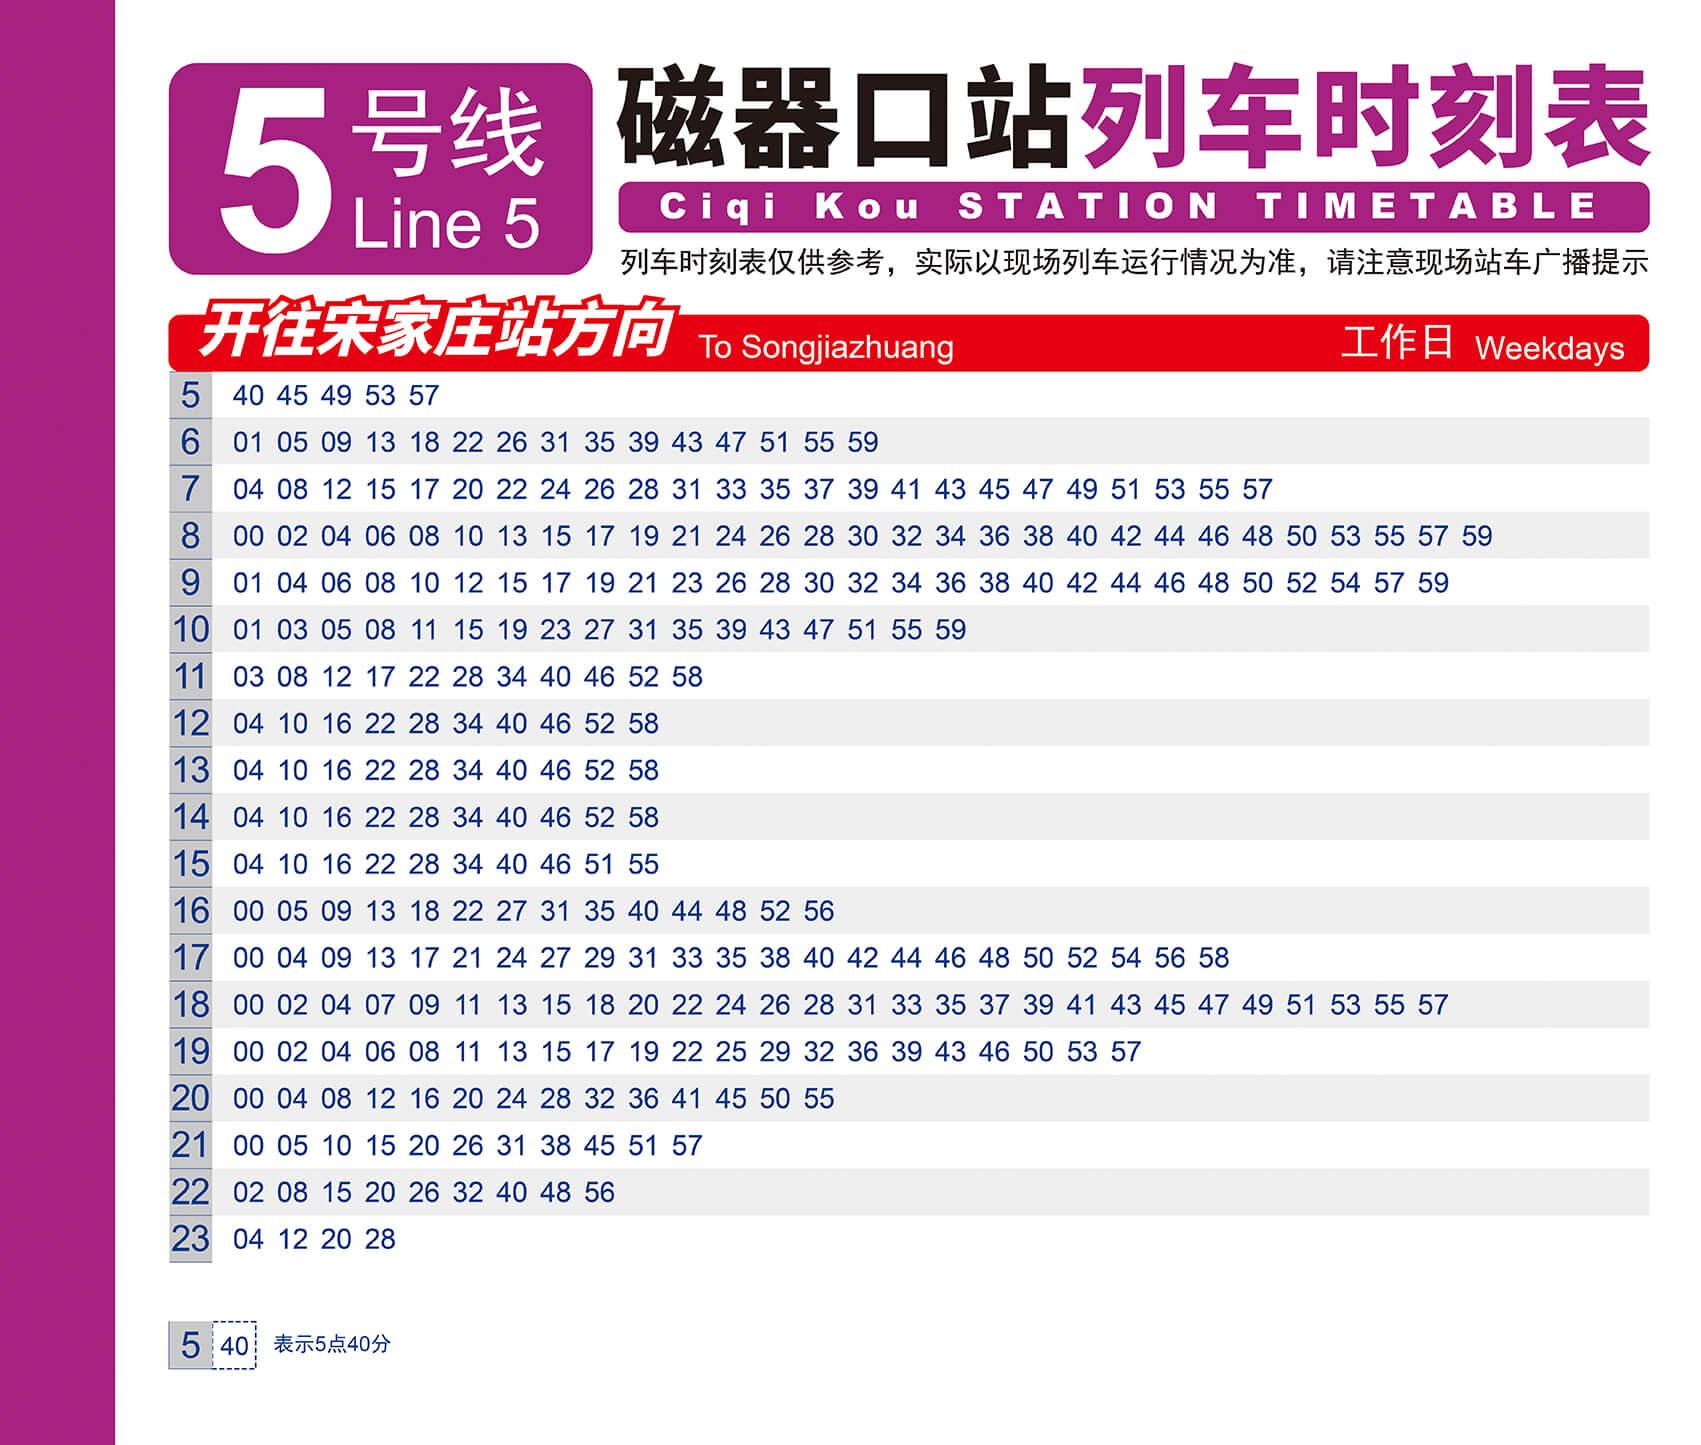 5号线
Line 5
磁器口站列车时刻表
Ciqi Kou STATION TIMETABLE
列车时刻表仅供参考，实际以现场列车运行情况为准，请注意现场站车广播提示
开往宋家庄站方向 To Songjiazhuang 工作日 Weekdays
5 40 45 49 53 57
6 01 05 09 13 18 22 26 31 35 39 43 47 51 55 59
7 04 08 12 15 17 20 22 24 26 28 31 33 35 37 39 41 43 45 47 49 51 53 55 57
8 00 02 04 06 08 10 13 15 17 19 21 24 26 28 30 32 34 36 38 40 42 44 46 48 50 53 55 57 59
9 01 04 06 08 10 12 15 17 19 21 23 26 28 30 32 34 36 38 40 42 44 46 48 50 52 54 57 59
10 01 03 05 08 11 15 19 23 27 31 35 39 43 47 51 55 59
11 03 08 12 17 22 28 34 40 46 52 58
12 04 10 16 22 28 34 40 46 52 58
13 04 10 16 22 28 34 40 46 52 58
14 04 10 16 22 28 34 40 46 52 58
15 04 10 16 22 28 34 40 46 51 55
16 00 05 09 13 18 22 27 31 35 40 44 48 52 56
17 00 04 09 13 17 21 24 27 29 31 33 35 38 40 42 44 46 48 50 52 54 56 58
18 00 02 04 07 09 11 13 15 18 20 22 24 26 28 31 33 35 37 39 41 43 45 47 49 51 53 55 57
19 00 02 04 06 08 11 13 15 17 19 22 25 29 32 36 39 43 46 50 53 57
20 00 04 08 12 16 20 24 28 32 36 41 45 50 55
21 00 05 10 15 20 26 31 38 45 51 57
22 02 08 15 20 26 32 40 48 56
23 04 12 20 28
5 40 表示5点40分